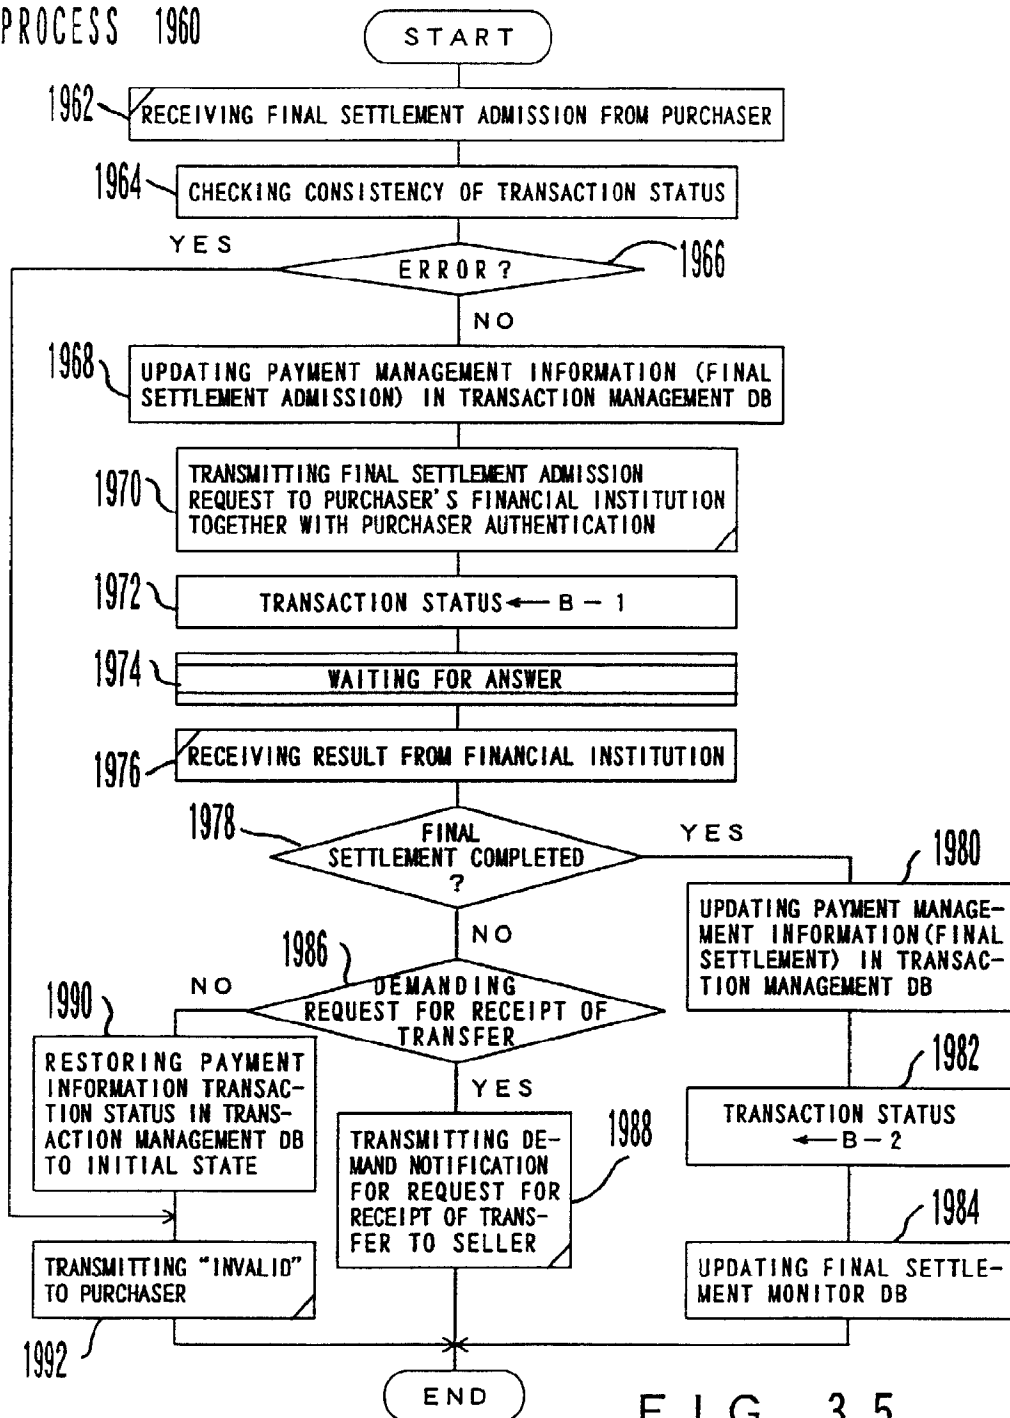 PROCESS 1960
START
1962
RECEIVING FINAL SETTLEMENT ADMISSION FROM PURCHASER
1964
CHECKING CONSISTENCY OF TRANSACTION STATUS
YES
ERROR?
1966
NO
1968
UPDATING PAYMENT MANAGEMENT INFORMATION (FINAL
SETTLEMENT ADMISSION) IN TRANSACTION MANAGEMENT DB
1970
TRANSMITTING FINAL SETTLEMENT ADMISSION
REQUEST TO PURCHASER'S FINANCIAL INSTITUTION
TOGETHER WITH PURCHASER AUTHENTICATION
1972
TRANSACTION STATUS ← B - 1
1974
WAITING FOR ANSWER
1976
RECEIVING RESULT FROM FINANCIAL INSTITUTION
1978
FINAL
SETTLEMENT COMPLETED
?
YES
1980
UPDATING PAYMENT MANAGE-
MENT INFORMATION(FINAL
SETTLEMENT) IN TRANSAC-
TION MANAGEMENT DB
NO
1986
DEMANDING
REQUEST FOR RECEIPT OF
TRANSFER
NO
1990
RESTORING PAYMENT
INFORMATION TRANSAC-
TION STATUS IN TRANS-
ACTION MANAGEMENT DB
TO INITIAL STATE
YES
1988
TRANSMITTING DE-
MAND NOTIFICATION
FOR REQUEST FOR
RECEIPT OF TRANS-
FER TO SELLER
1982
TRANSACTION STATUS
← B - 2
1984
UPDATING FINAL SETTLE-
MENT MONITOR DB
TRANSMITTING "INVALID"
TO PURCHASER
1992
END
FIG. 35